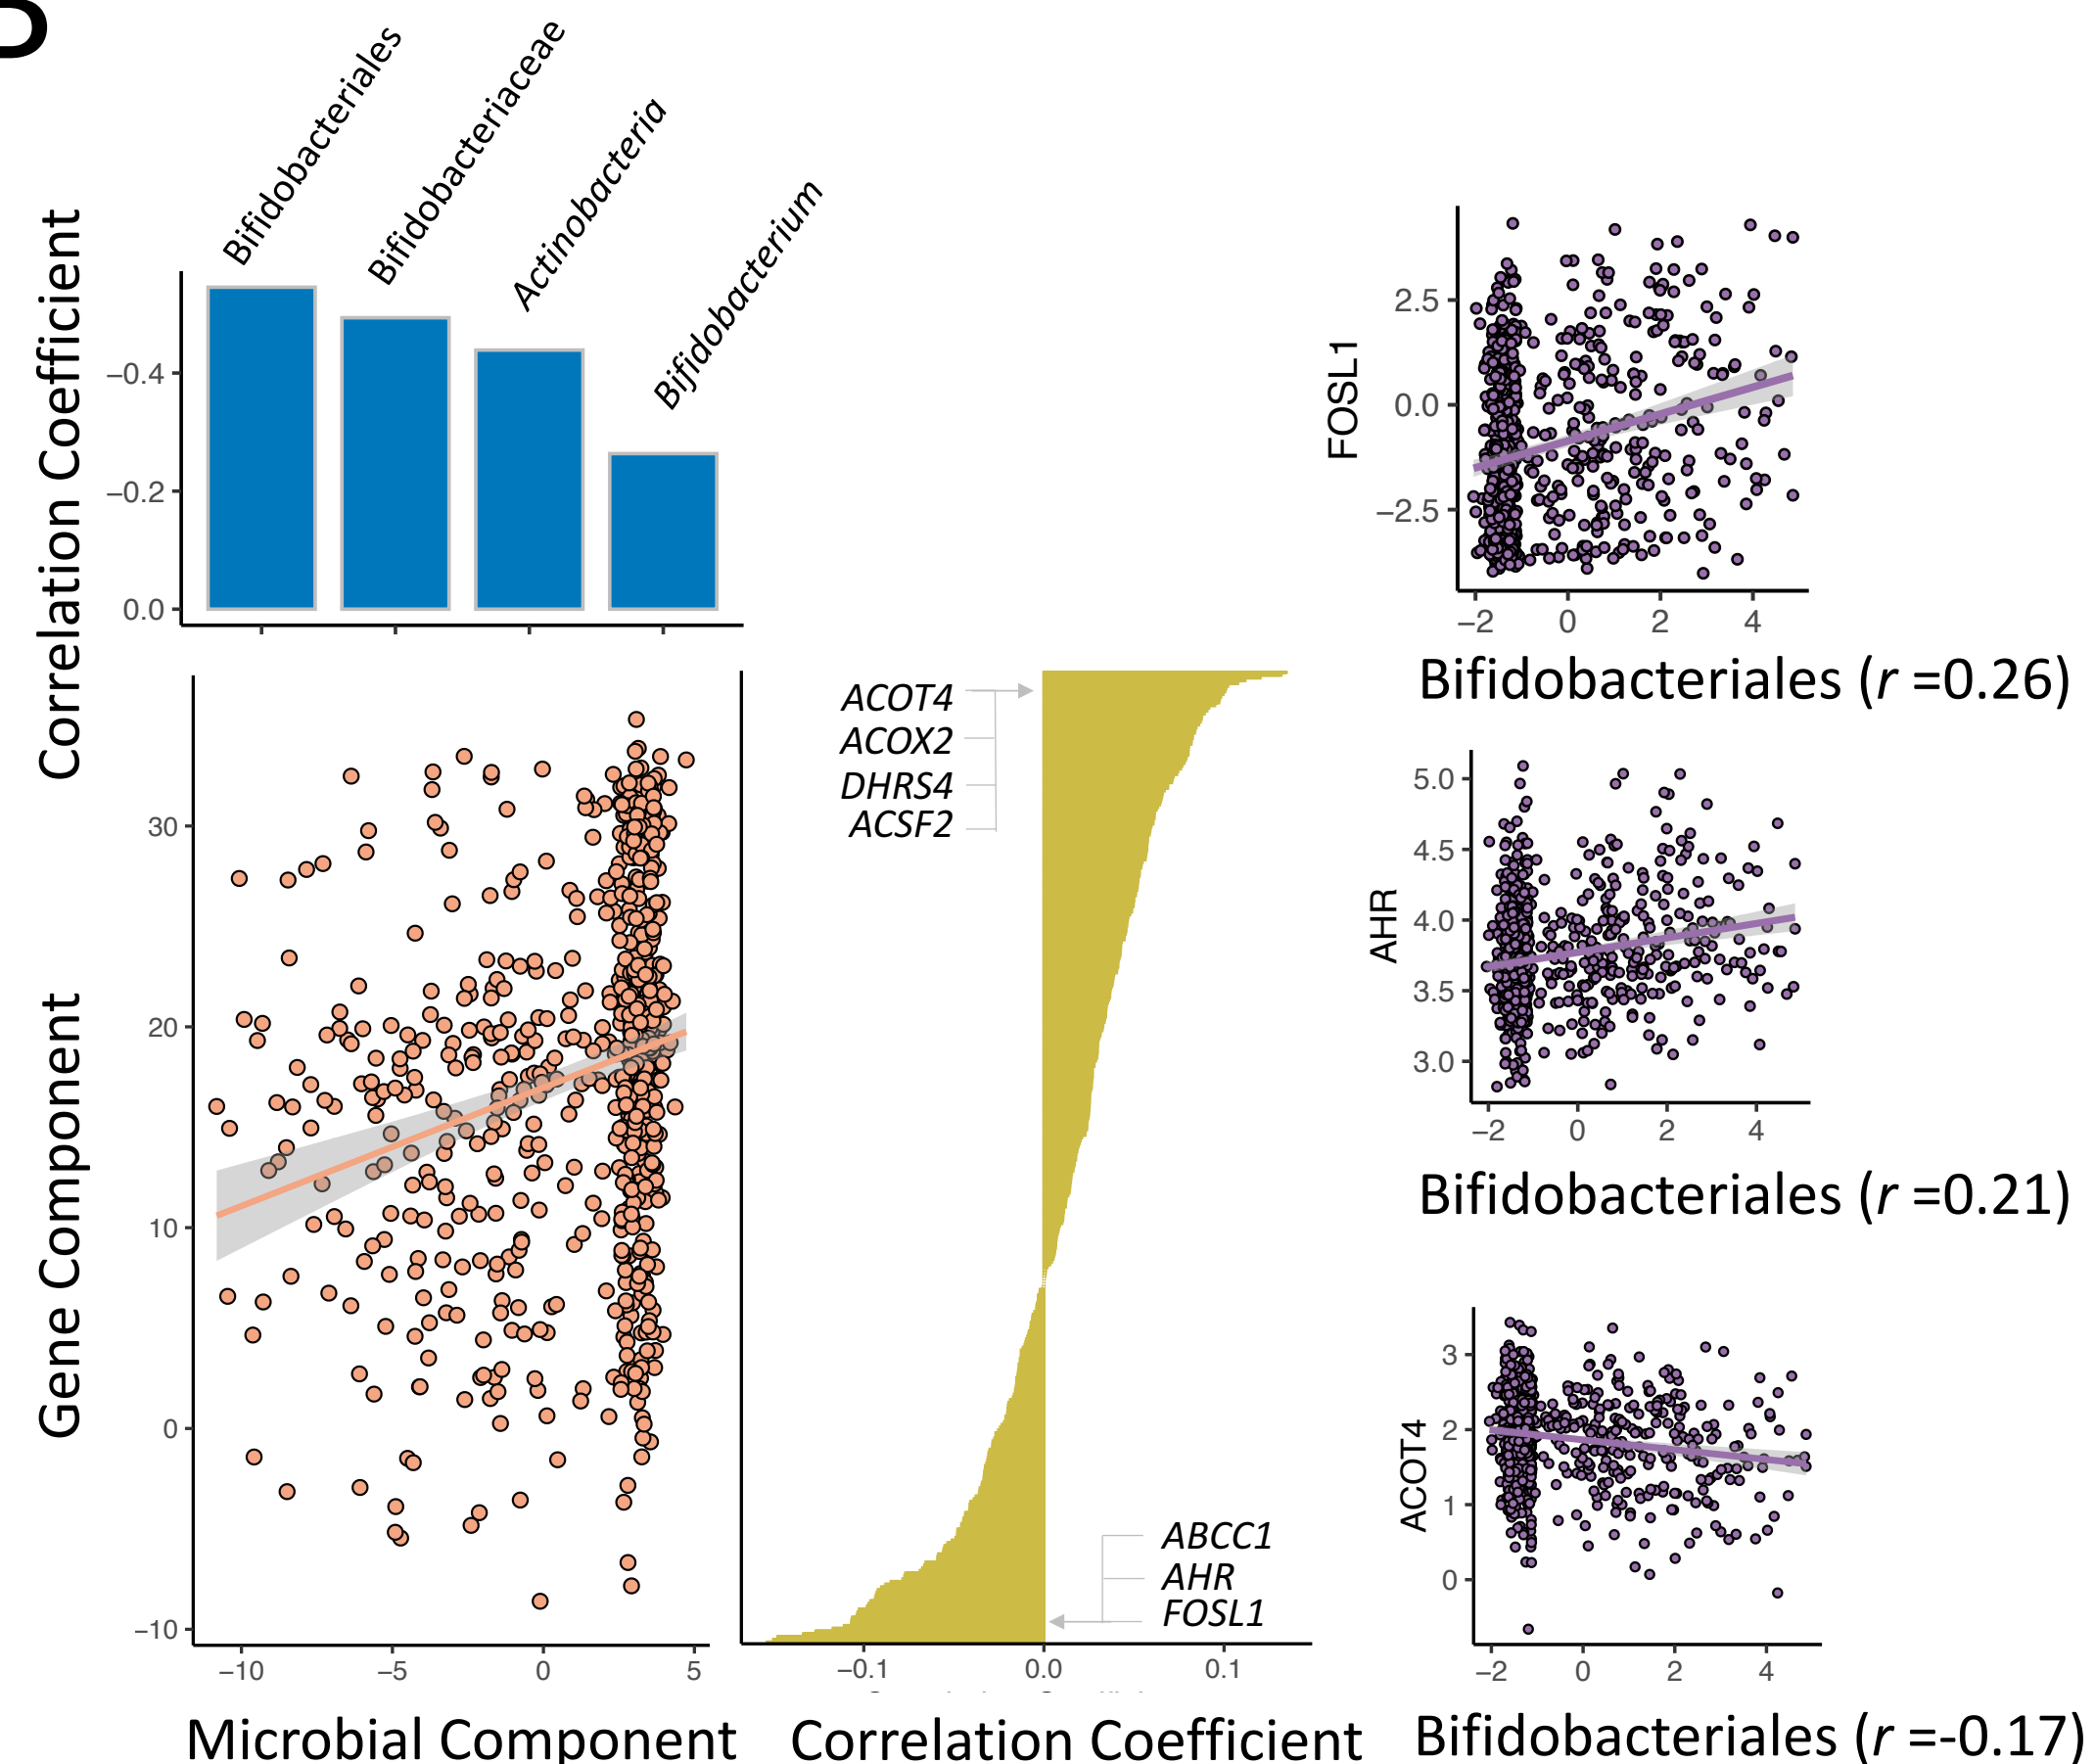 Bifidobacteriales
Bifidobacteriaceae
Actinobacteria
Bifidobacterium
Correlation Coefficient
−0.4
−0.2
0.0
Gene Component
30
20
10
0
−10
−10 −5 0 5
Microbial Component
ACOT4
ACOX2
DHRS4
ACSF2
ABCC1
AHR
FOSL1
−0.1 0.0 0.1
Correlation Coefficient
FOSL1
2.5
0.0
−2.5
−2 0 2 4
Bifidobacteriales (r =0.26)
AHR
5.0
4.5
4.0
3.5
3.0
−2 0 2 4
Bifidobacteriales (r =0.21)
ACOT4
3
2
1
0
−2 0 2 4
Bifidobacteriales (r =-0.17)